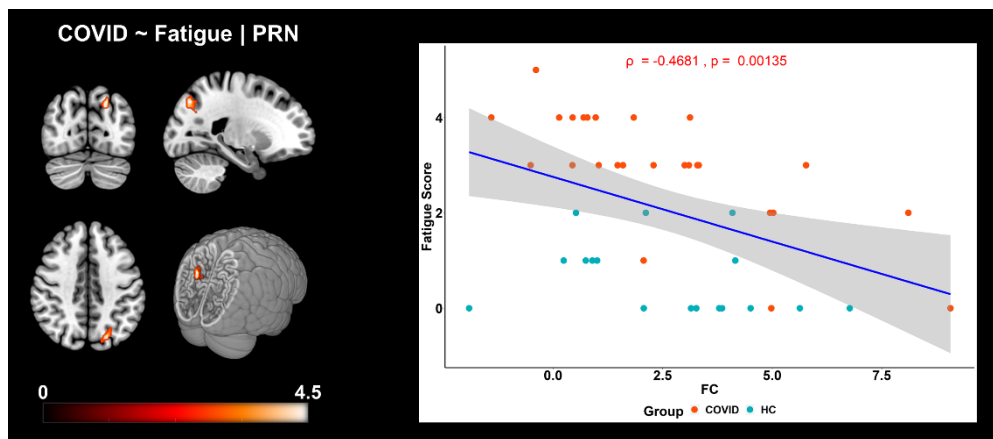 COVID ~ Fatigue | PRN
0 4.5
ρ = -0.4681 , p = 0.00135
Fatigue Score
4
2
0
0.0 2.5 5.0 7.5
FC
Group COVID HC